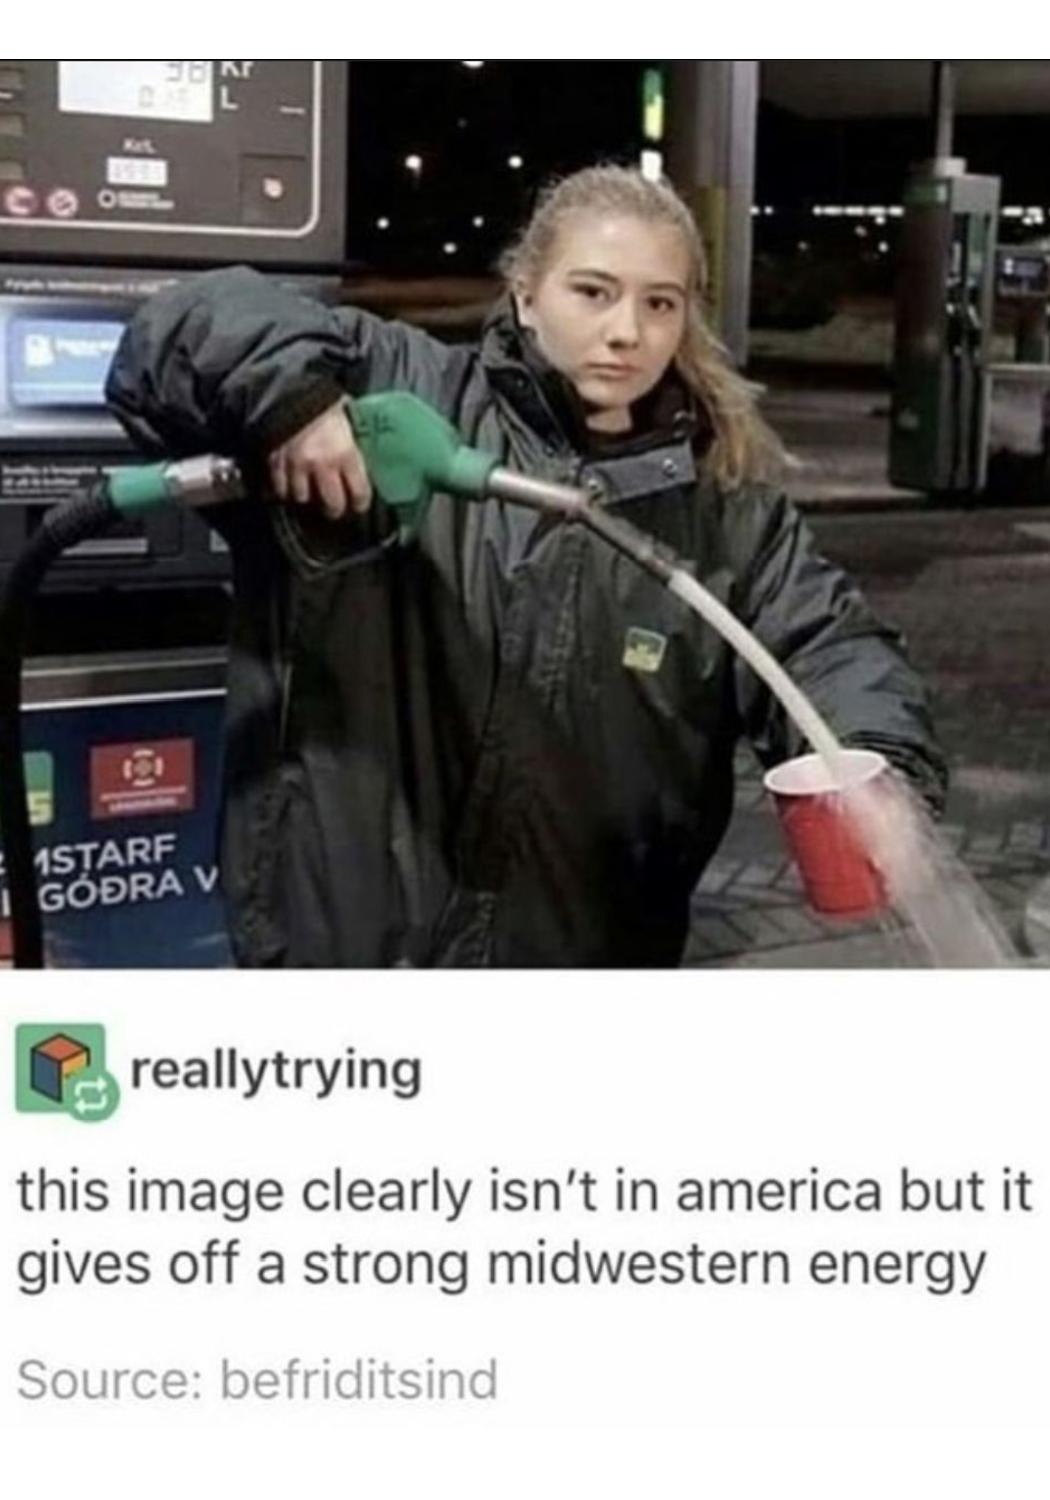 Kr
L
1STARF
GÓÐRA V
5
reallytrying
this image clearly isn't in america but it
gives off a strong midwestern energy
Source: befriditsind